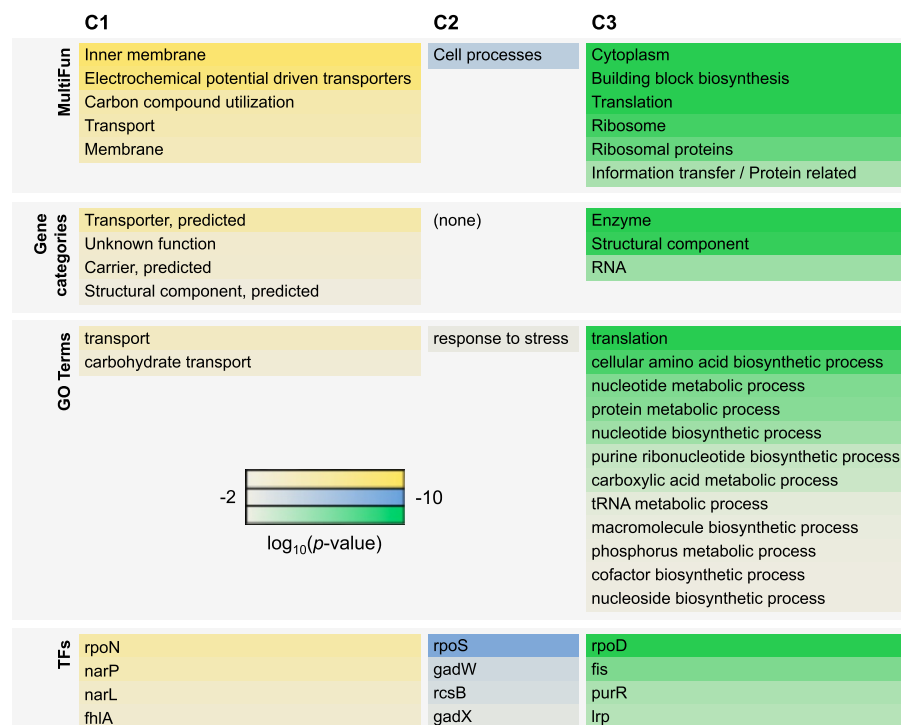 C1 C2 C3
MultiFun
Inner membrane
Electrochemical potential driven transporters
Carbon compound utilization
Transport
Membrane
Cell processes
Cytoplasm
Building block biosynthesis
Translation
Ribosome
Ribosomal proteins
Information transfer / Protein related
Gene
categories
Transporter, predicted
Unknown function
Carrier, predicted
Structural component, predicted
(none)
Enzyme
Structural component
RNA
GO Terms
transport
carbohydrate transport
response to stress
translation
cellular amino acid biosynthetic process
nucleotide metabolic process
protein metabolic process
nucleotide biosynthetic process
purine ribonucleotide biosynthetic process
carboxylic acid metabolic process
tRNA metabolic process
macromolecule biosynthetic process
phosphorus metabolic process
cofactor biosynthetic process
nucleoside biosynthetic process
-2 -10
log10(p-value)
TFs
rpoN
narP
narL
fhlA
rpoS
gadW
rcsB
gadX
rpoD
fis
purR
lrp